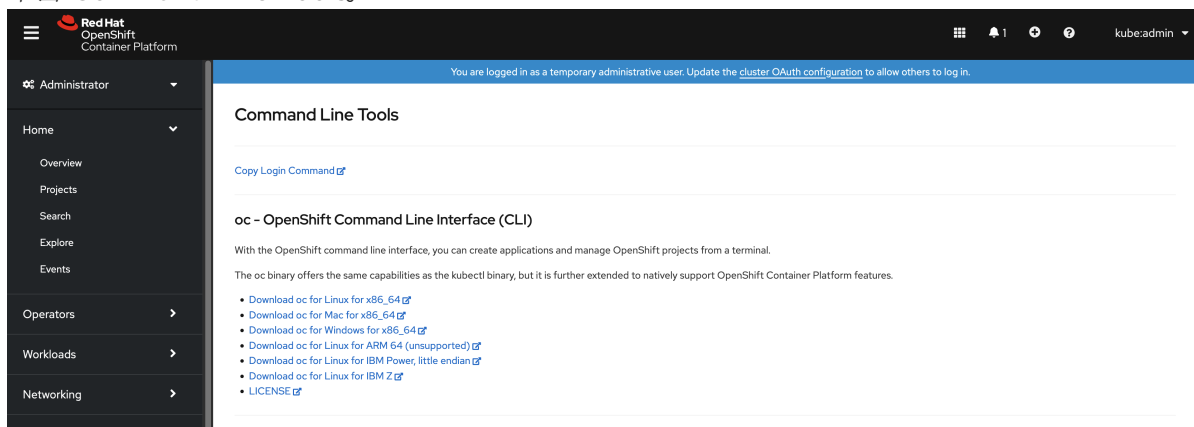 Red Hat
OpenShift
Container Platform
1
kube:admin
Administrator
You are logged in as a temporary administrative user. Update the cluster OAuth configuration to allow others to log in.
Home
Overview
Projects
Search
Explore
Events
Operators
Workloads
Networking
Command Line Tools
Copy Login Command
oc - OpenShift Command Line Interface (CLI)
With the OpenShift command line interface, you can create applications and manage OpenShift projects from a terminal.
The oc binary offers the same capabilities as the kubectl binary, but it is further extended to natively support OpenShift Container Platform features.
Download oc for Linux for x86_64
Download oc for Mac for x86_64
Download oc for Windows for x86_64
Download oc for Linux for ARM 64 (unsupported)
Download oc for Linux for IBM Power, little endian
Download oc for Linux for IBM Z
LICENSE